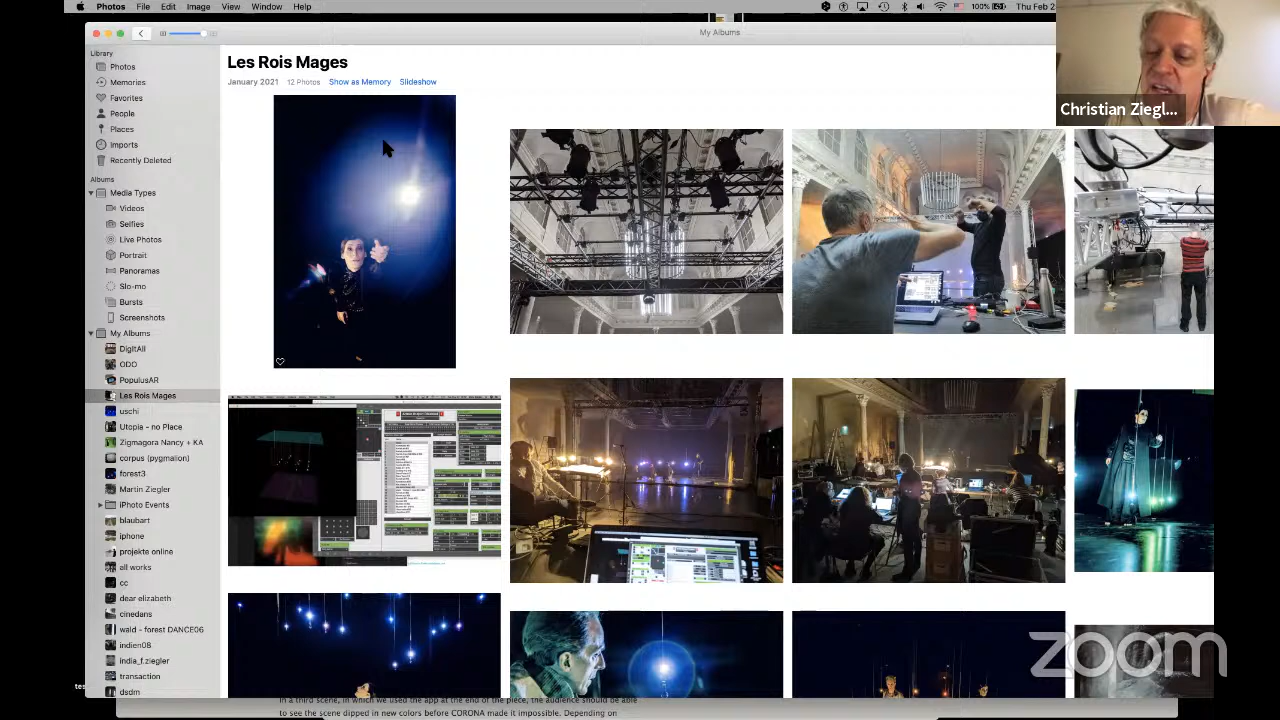 Photos File Edit Image View Window Help 100% Thu Feb 2
My Albums
Christian Ziegl...
Library
Photos
Memories
Favorites
People
Places
Imports
Recently Deleted
Albums
Media Types
Videos
Selfies
Live Photos
Portrait
Panoramas
Slo-mo
Bursts
Screenshots
My Albums
DigitAll
ODO
PopulusAR
Les Rois Mages
uschi
Utopia - no Place
Zigmagora Nancy + KA
corpus (pygmalion)
forest3
Martin Ziegler
iPhoto Events
blaubart
iphone
projekte online
all works
cc
dear elizabeth
cinedans
wald - forest DANCE06
indien08
india_f.ziegler
transaction
dsdm
Les Rois Mages
January 2021 12 Photos Show as Memory Slideshow
zoom
in a third scene, in which we used the app at the end of the piece, the audience should be able
to see the scene dipped in new colors before CORONA made it impossible. Depending on